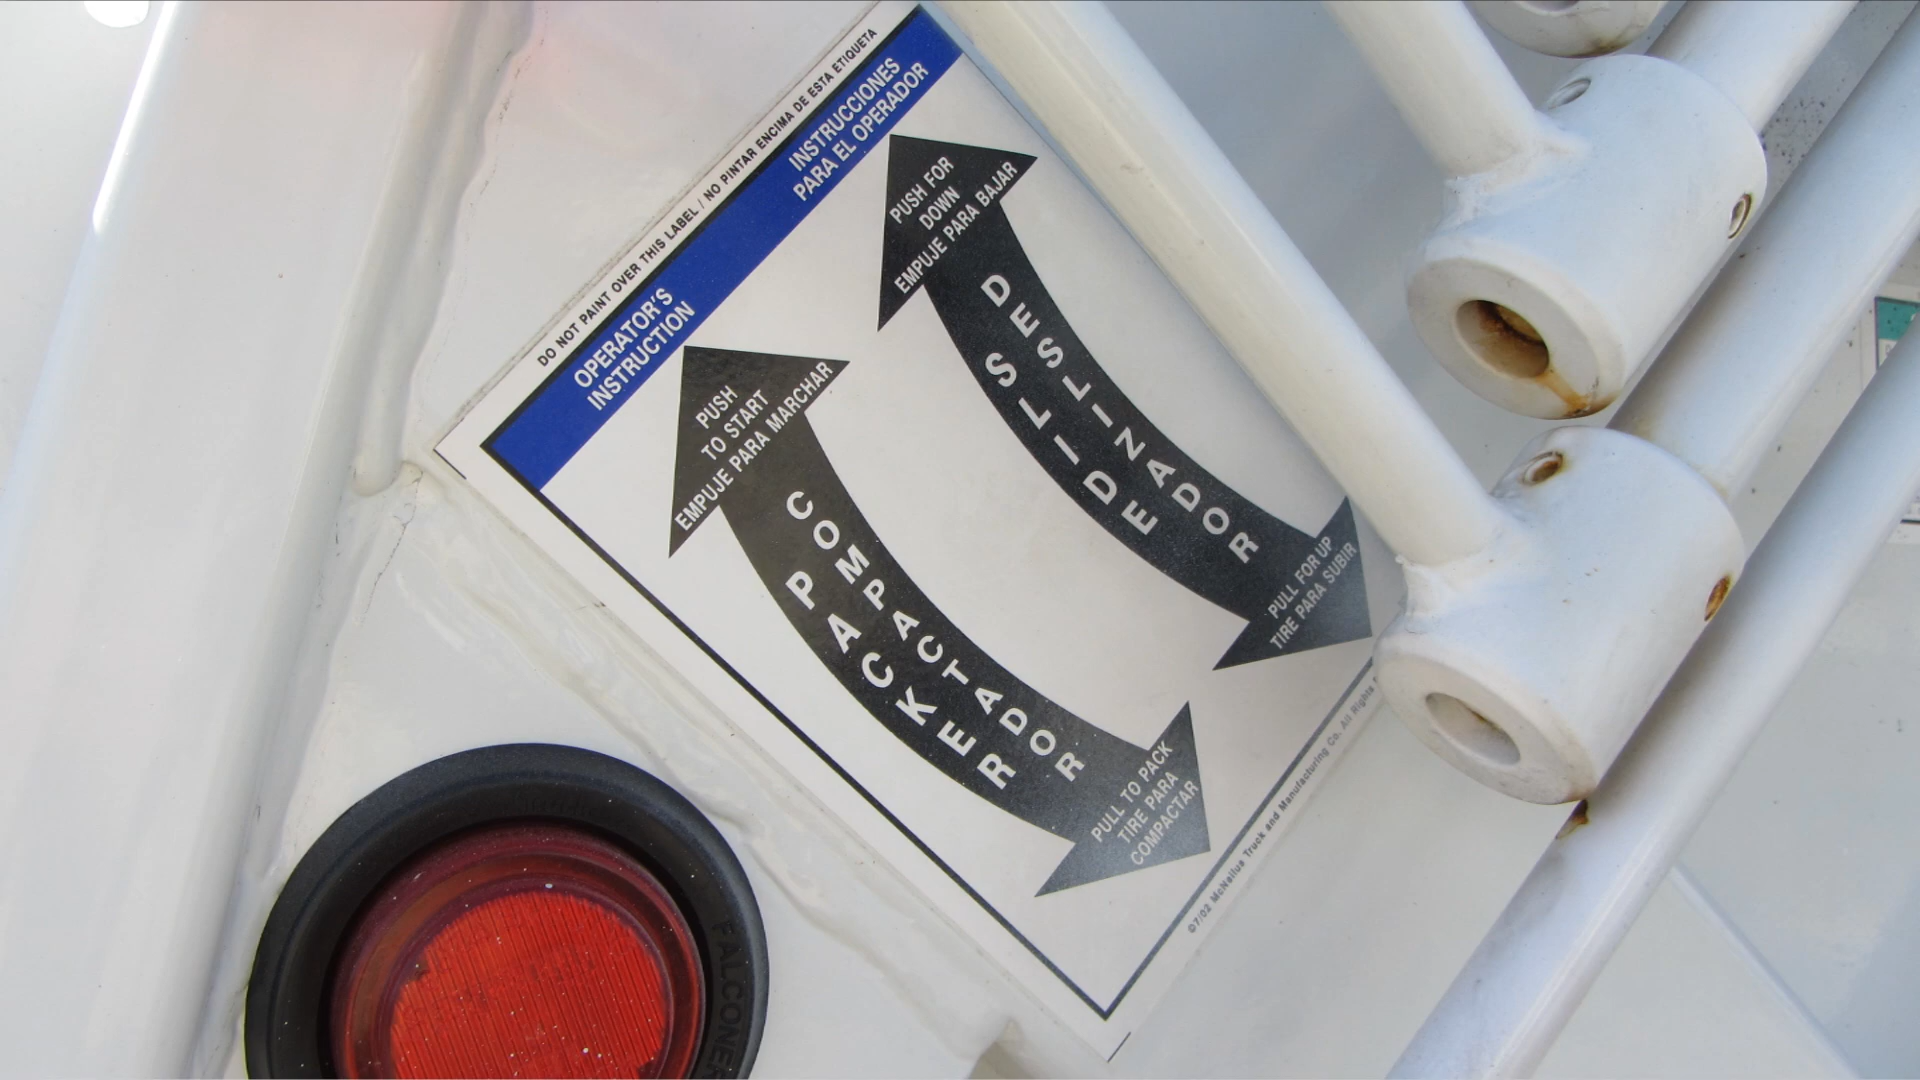 DO NOT PAINT OVER THIS LABEL / NO PINTAR ENCIMA DE ESTA ETIQUETA
OPERATOR'S
INSTRUCTION
INSTRUCCIONES
PARA EL OPERADOR
PUSH
TO START
EMPUJE PARA MARCHAR
PACKER
COMPACTADOR
PULL TO PACK
TIRE PARA
COMPACTAR
PUSH FOR
DOWN
EMPUJE PARA BAJAR
SLIDE
DESLIZADOR
PULL FOR UP
TIRE PARA SUBIR
©7/02 McNeilus Truck and Manufacturing Co. All Rights
FALCONER